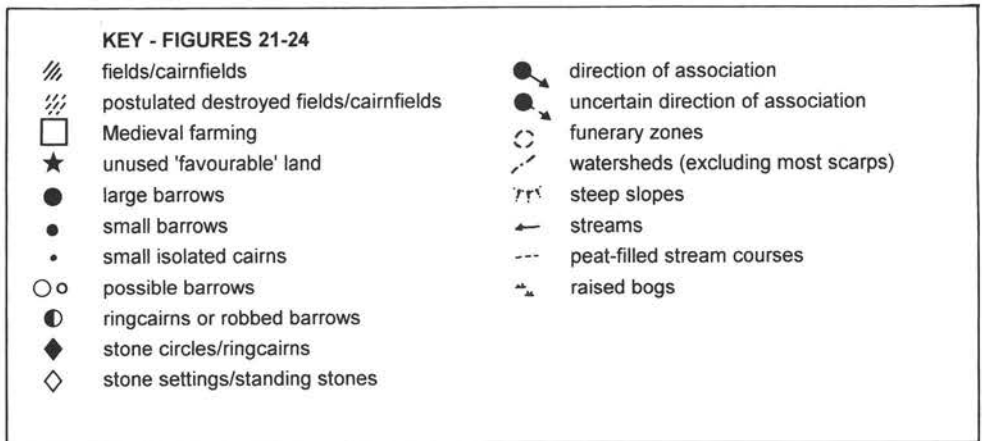 KEY - FIGURES 21-24
fields/cairnfields
postulated destroyed fields/cairnfields
Medieval farming
unused 'favourable' land
large barrows
small barrows
small isolated cairns
possible barrows
ringcairns or robbed barrows
stone circles/ringcairns
stone settings/standing stones
direction of association
uncertain direction of association
funerary zones
watersheds (excluding most scarps)
steep slopes
streams
peat-filled stream courses
raised bogs